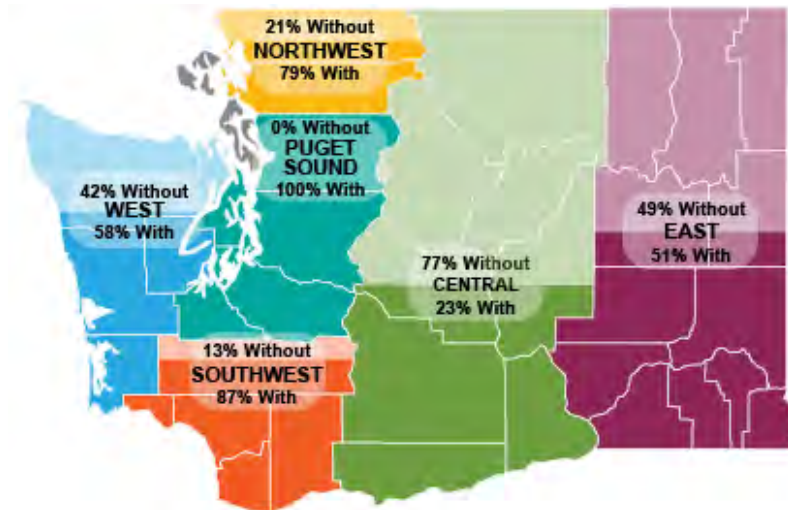 21% Without
NORTHWEST
79% With
0% Without
PUGET
SOUND
100% With
42% Without
WEST
58% With
49% Without
EAST
51% With
77% Without
CENTRAL
23% With
13% Without
SOUTHWEST
87% With